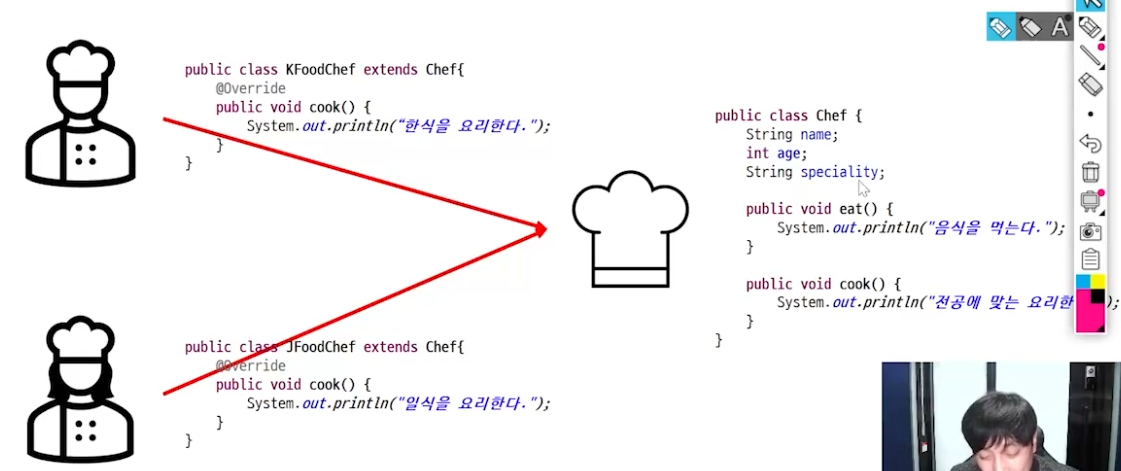 public class KFoodChef extends Chef{
@Override
public void cook() {
System.out.println("한식을 요리한다.");
}
}
public class Chef {
String name;
int age;
String speciality;
public void eat() {
System.out.println("음식을 먹는다.");
}
public void cook() {
System.out.println("전공에 맞는 요리한 );
}
}
public class JFoodChef extends Chef{
@Override
public void cook() {
System.out.println("일식을 요리한다.");
}
}
A